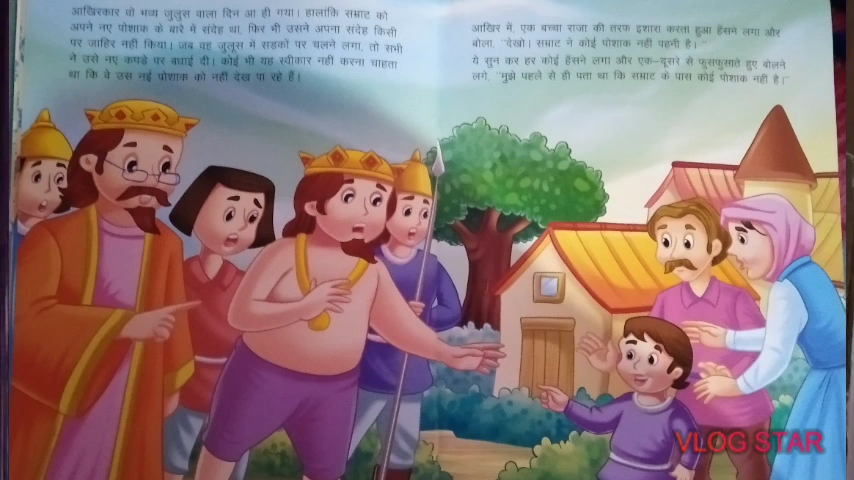 आखिरकार वो भव्य जुलुस वाला दिन आ ही गया। हालांकि सम्राट को
अपने नए पोशाक के बारे में संदेह था, फिर भी उसने अपना संदेह किसी
पर जाहिर नहीं किया। जब वह जुलुस में सडकों पर चलने लगा, तो सभी
ने उसे नए कपडे पर बधाई दी। कोई भी यह स्वीकार नहीं करना चाहता
था कि वे उस नई पोशाक को नहीं देख पा रहे हैं!
आखिर में, एक बच्चा राजा की तरफ इशारा करता हुआ हँसने लगा और
बोला, "देखो! सम्राट ने कोई पोशाक नहीं पहनी है।"
ये सुन कर हर कोई हँसने लगा और एक–दूसरे से फुसफुसाते हुए बोलने
लगे, "मुझे पहले से ही पता था कि सम्राट के पास कोई पोशाक नहीं है।"
VLOG STAR